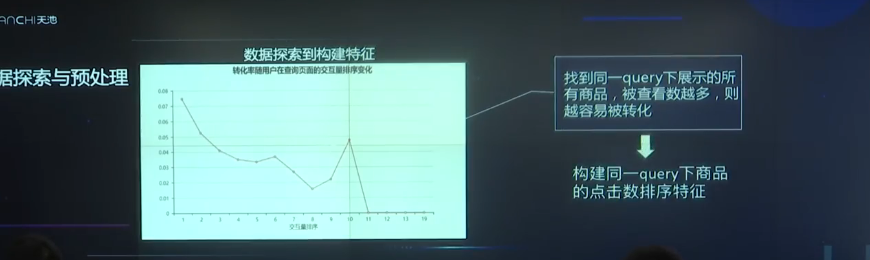 ANCHI天池
据探索与预处理
数据探索到构建特征
转化率随用户在查询页面的交互量排序变化
0.08
0.07
0.06
0.05
0.04
0.03
0.02
0.01
0
1 2 3 4 5 6 7 8 9 10 11 12 13 14
交互量排序
找到同一query下展示的所
有商品，被查看数越多，则
越容易被转化
构建同一query下商品
的点击数排序特征